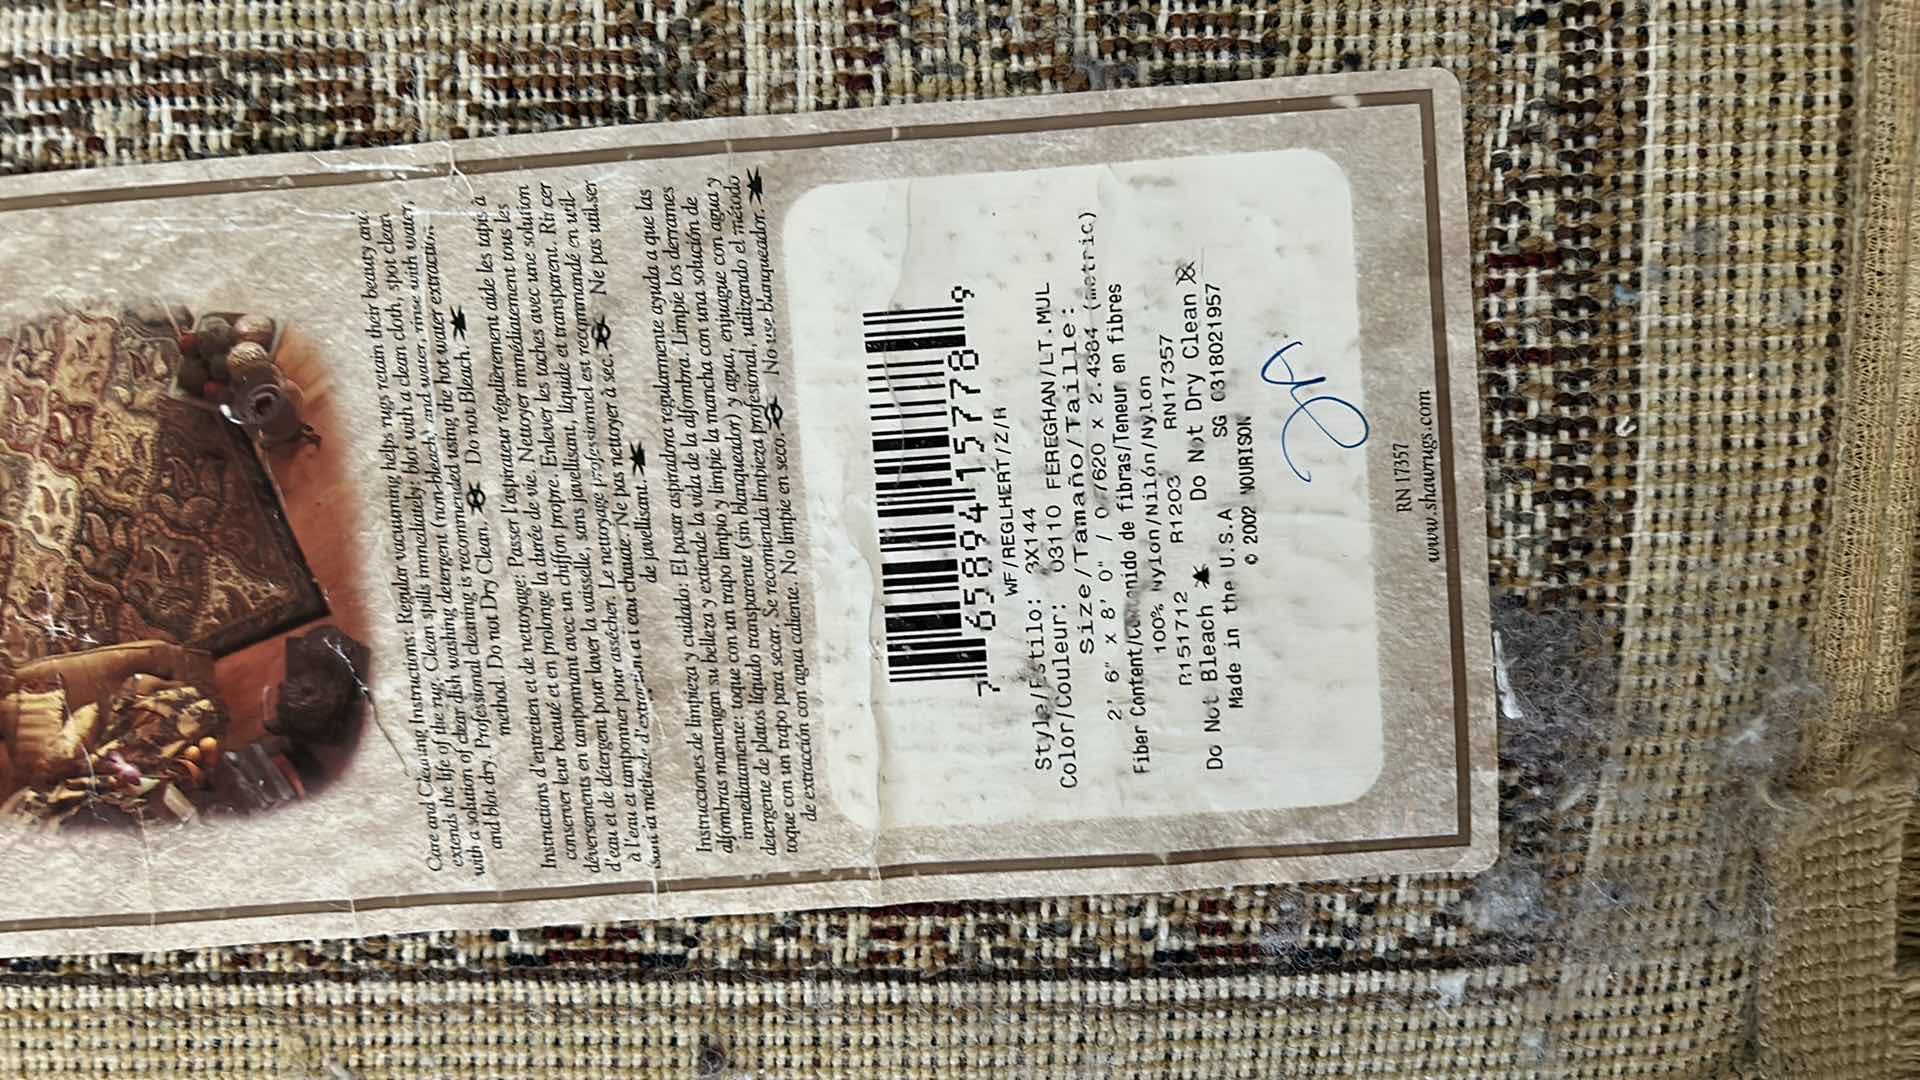 Care and Cleaning Instructions: Regular vacuuming helps rugs retain their beauty and
extends the life of the rug. Clean spills immediately: blot with a clean cloth, spot clean
with a solution of clear dish washing detergent (non-bleach) and water, rinse with water,
and blot dry. Professional cleaning is recommended using the hot water extraction
method. Do not Dry Clean. Do not Bleach.
Instructions d'entretien et de nettoyage: Passer l'aspirateur régulièrement aide les tapis à
conserver leur beauté et en prolonge la durée de vie. Nettoyer immédiatement tous les
déversements en tamponnant avec un chiffon propre. Enlever les taches avec une solution
d'eau et de détergent pour laver la vaisselle, sans javellisant, liquide et transparent. Rincer
à l'eau et tamponner pour assécher. Le nettoyage professionnel est recommandé en util-
isant la méthode d'extraction à l'eau chaude. Ne pas nettoyer à sec. Ne pas utiliser
de javellisant.
Instrucciones de limpieza y cuidado: El pasar aspiradora regularmente ayuda a que las
alfombras mantengan su belleza y extiende la vida de la alfombra. Limpie los derrames
inmediatamente: toque con un trapo limpio y limpie la mancha con una solución de
detergente de platos líquido transparente (sin blanqueador) y agua, enjuague con agua y
toque con un trapo para secar. Se recomienda limpieza profesional, utilizando el método
de extracción con agua caliente. No limpie en seco. No use blanqueador.
7 65894 15778 9
WF/REGLHERT/Z/R
Style/Estilo: 3X144
Color/Couleur: 03110 FEREGHAN/LT.MUL
Size/Tamaño/Taille:
2' 6" x 8' 0" / 0.7620 x 2.4384 (metric)
Fiber Content/Contenido de fibras/Teneur en fibres
100% Nylon/Nilón/Nylon
R151712 R1203 RN17357
Do Not Bleach Do Not Dry Clean
Made in the U.S.A SG 0318021957
© 2002 NOURISON
RN 17357
www.shawrugs.com